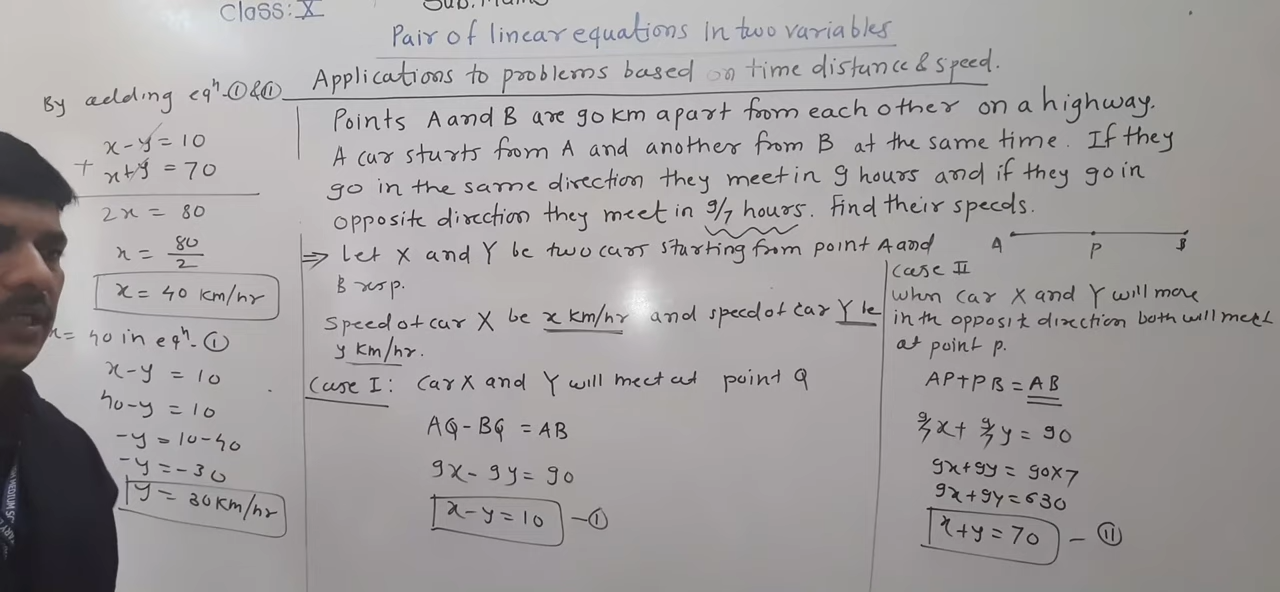 Class: X
Pair of linear equations in two variables
Applications to problems based on time distance & speed.
Points A and B are 90 km apart from each other on a highway.
A car starts from A and another from B at the same time. If they
go in the same direction they meet in 9 hours and if they go in
opposite direction they meet in 9/7 hours. Find their speeds.
⇒ Let X and Y be two cars starting from point A and
B resp.
Speed of car X be x km/hr and speed of car Y be
y km/hr.
Case I: Car X and Y will meet at point Q
AQ - BQ = AB
9x - 9y = 90
x - y = 10 - ①
A P B
Case II
When car X and Y will move
in th opposit direction both will meet
at point P.
AP + PB = AB
9/7 x + 9/7 y = 90
9x + 9y = 90 x 7
9x + 9y = 630
x + y = 70 - ②
By adding eqⁿ - ① & ①
x - y = 10
+ x + y = 70
2x = 80
x = 80/2
x = 40 km/hr
x = 40 in eqⁿ - ①
x - y = 10
40 - y = 10
-y = 10 - 40
-y = -30
y = 30 km/hr